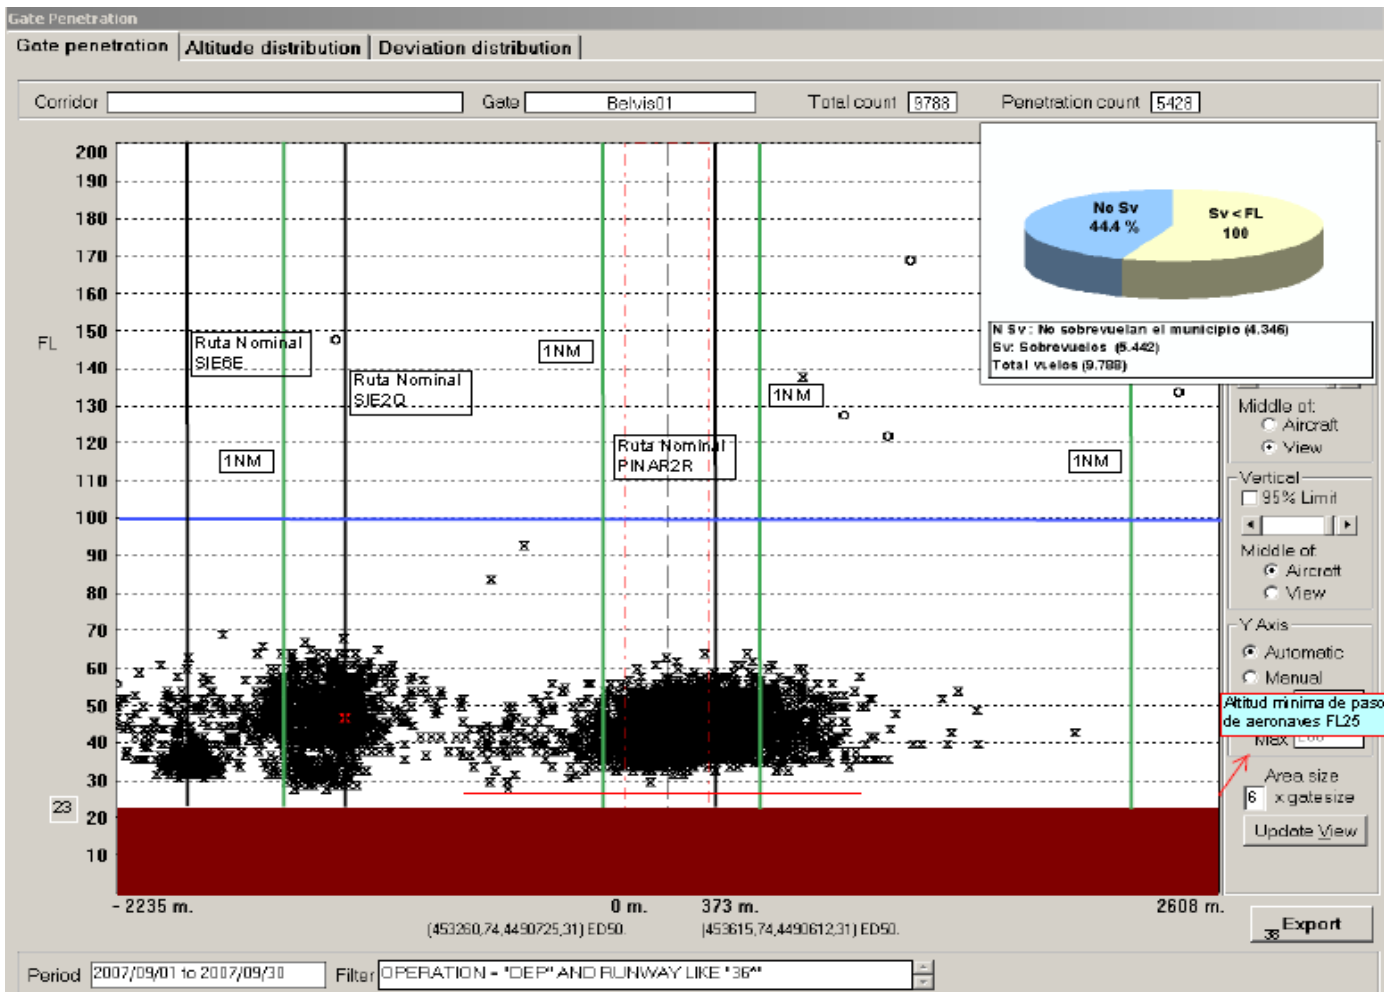 Gate Penetration
Gate penetration Altitude distribution Deviation distribution
Corridor Gate Belvis01 Total count 9788 Penetration count 5428
No Sv
44.4 %
Sv < FL
100
N Sv : No sobrevuelan el municipio (4.346)
Sv: Sobrevuelos (5.442)
Total vuelos (9.788)
200
190
180
170
160
150
140
130
120
110
100
90
80
70
60
50
40
30
23
20
10
FL
Ruta Nominal
SIE6E
Ruta Nominal
SIE2Q
1NM
1NM
1NM
Ruta Nominal
PINAR2R
1NM
Middle of:
Aircraft
View
Vertical
95% Limit
Middle of:
Aircraft
View
Y Axis
Automatic
Manual
Altitud minima de paso
de aeronaves FL25
Max
Area size
6 x gatesize
Update View
- 2235 m. 0 m. 373 m. 2608 m.
(453260,74,4490725,31) ED50. (453615,74,4490612,31) ED50.
38 Export
Period 2007/09/01 to 2007/09/30 Filter OPERATION = "DEP" AND RUNWAY LIKE "36*"